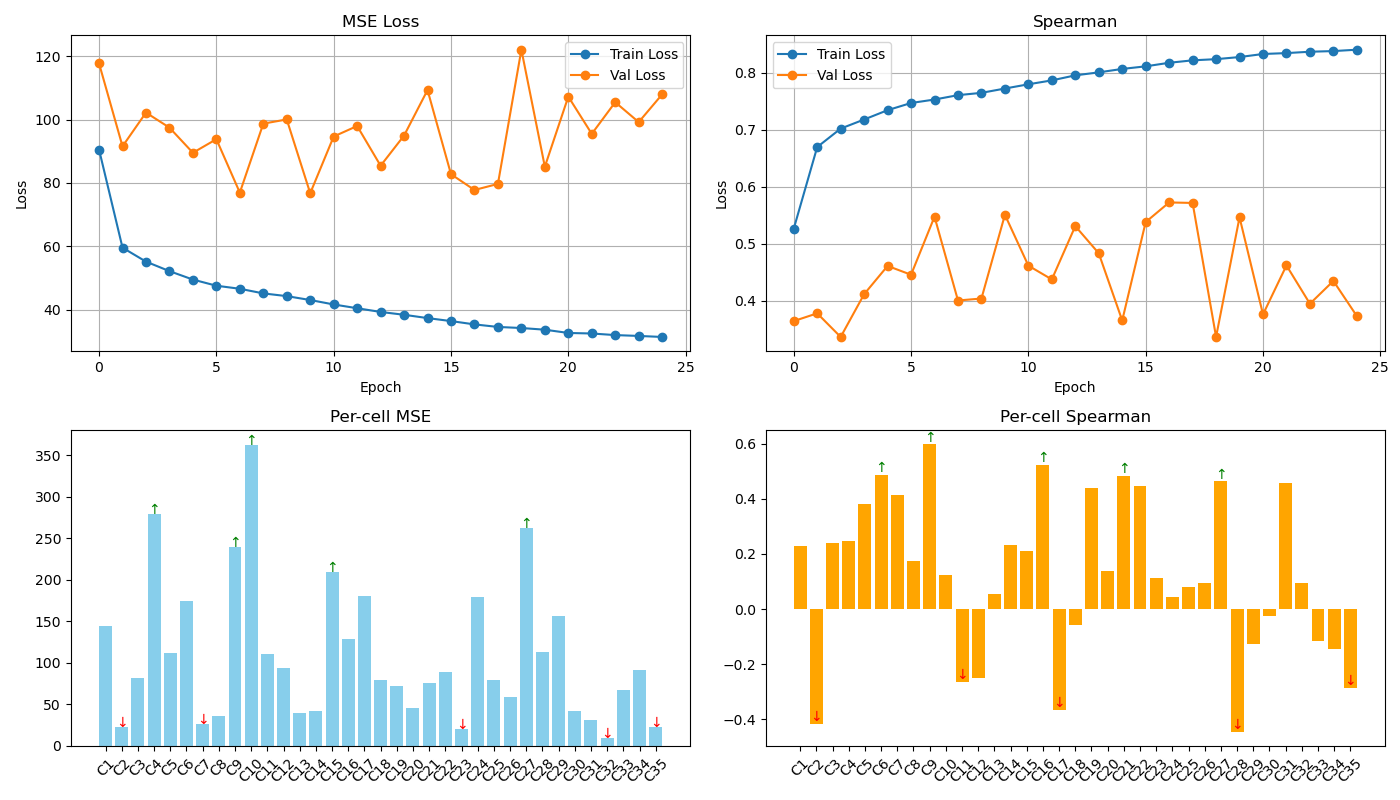 MSE Loss
120
100
80
60
40
Loss
0
5
10
15
20
25
Epoch
Train Loss
Val Loss
Spearman
0.8
0.7
0.6
0.5
0.4
Loss
0
5
10
15
20
25
Epoch
Train Loss
Val Loss
Per-cell MSE
350
300
250
200
150
100
50
0
↑
↑
↑
↑
↑
↓
↓
↓
↓
↓
C1
C2
C3
C4
C5
C6
C7
C8
C9
C10
C11
C12
C13
C14
C15
C16
C17
C18
C19
C20
C21
C22
C23
C24
C25
C26
C27
C28
C29
C30
C31
C32
C33
C34
C35
Per-cell Spearman
0.6
0.4
0.2
0.0
−0.2
−0.4
↑
↑
↑
↑
↑
↓
↓
↓
↓
↓
C1
C2
C3
C4
C5
C6
C7
C8
C9
C10
C11
C12
C13
C14
C15
C16
C17
C18
C19
C20
C21
C22
C23
C24
C25
C26
C27
C28
C29
C30
C31
C32
C33
C34
C35